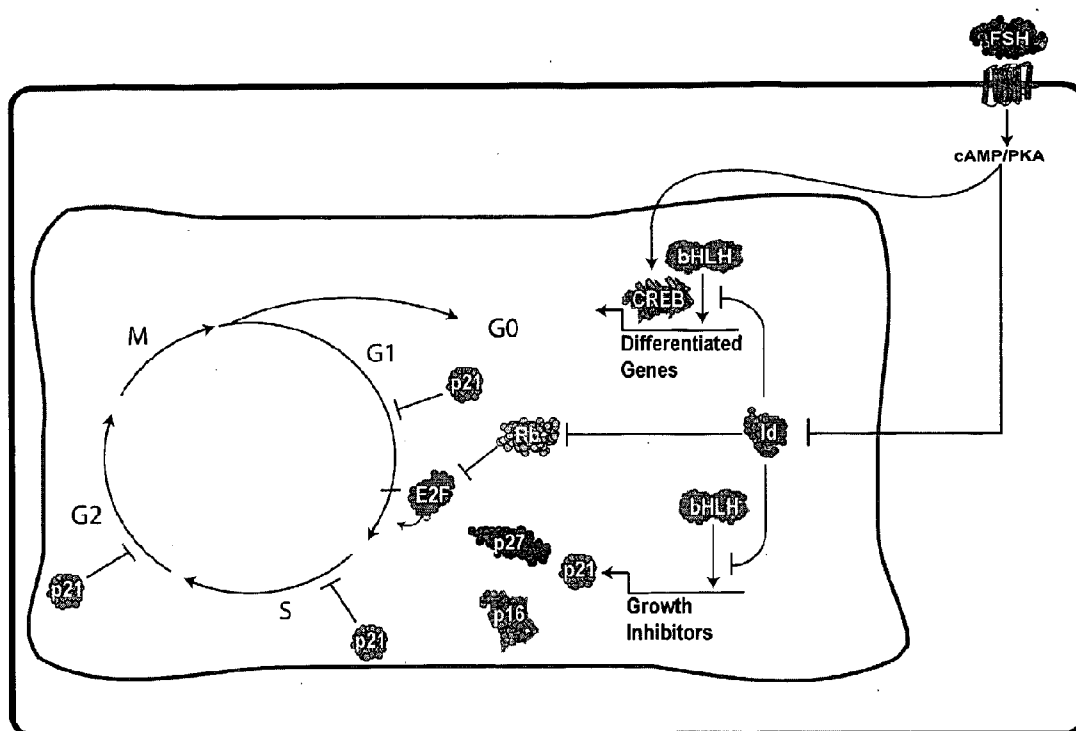 FSH
cAMP/PKA
bHLH
CREB
Differentiated
Genes
M
G0
G1
p21
Rb
Id
E2F
G2
bHLH
p27
p21
p21
p16
Growth
Inhibitors
S
p21